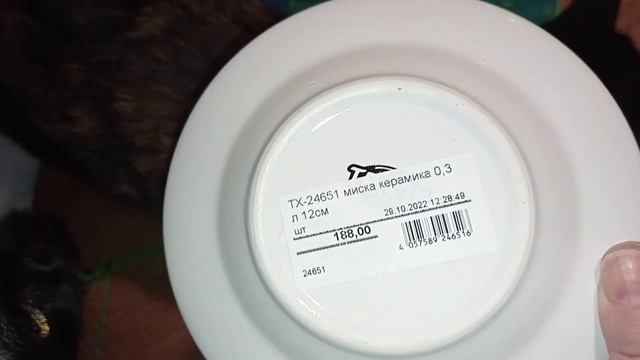 TX-24651 миска керамика 0,3
л 12см
28.10.2022 12:28:49
шт
188,00
4 057589 246516
24651